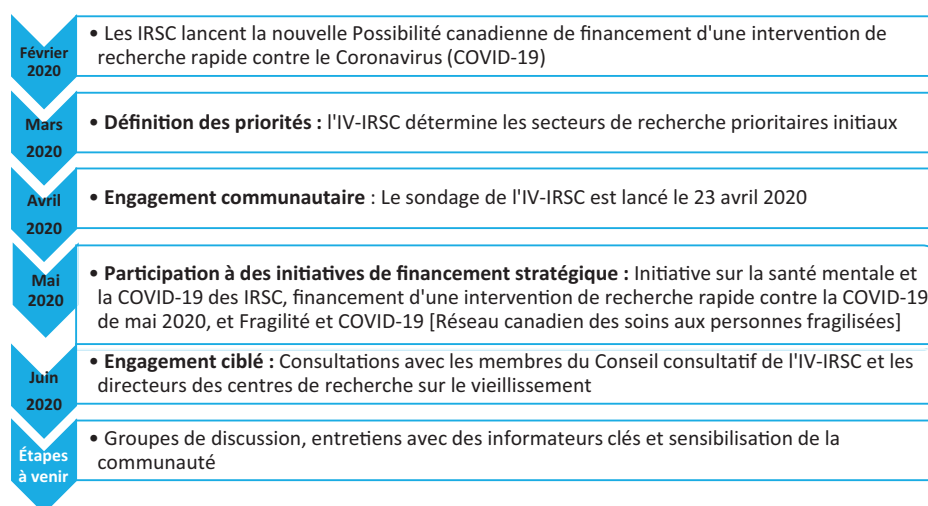 Février
2020
• Les IRSC lancent la nouvelle Possibilité canadienne de financement d'une intervention de
recherche rapide contre le Coronavirus (COVID-19)
Mars
2020
• Définition des priorités : l'IV-IRSC détermine les secteurs de recherche prioritaires initiaux
Avril
2020
• Engagement communautaire : Le sondage de l'IV-IRSC est lancé le 23 avril 2020
Mai
2020
• Participation à des initiatives de financement stratégique : Initiative sur la santé mentale et
la COVID-19 des IRSC, financement d'une intervention de recherche rapide contre la COVID-19
de mai 2020, et Fragilité et COVID-19 [Réseau canadien des soins aux personnes fragilisées]
Juin
2020
• Engagement ciblé : Consultations avec les membres du Conseil consultatif de l'IV-IRSC et les
directeurs des centres de recherche sur le vieillissement
Étapes
à venir
• Groupes de discussion, entretiens avec des informateurs clés et sensibilisation de la
communauté